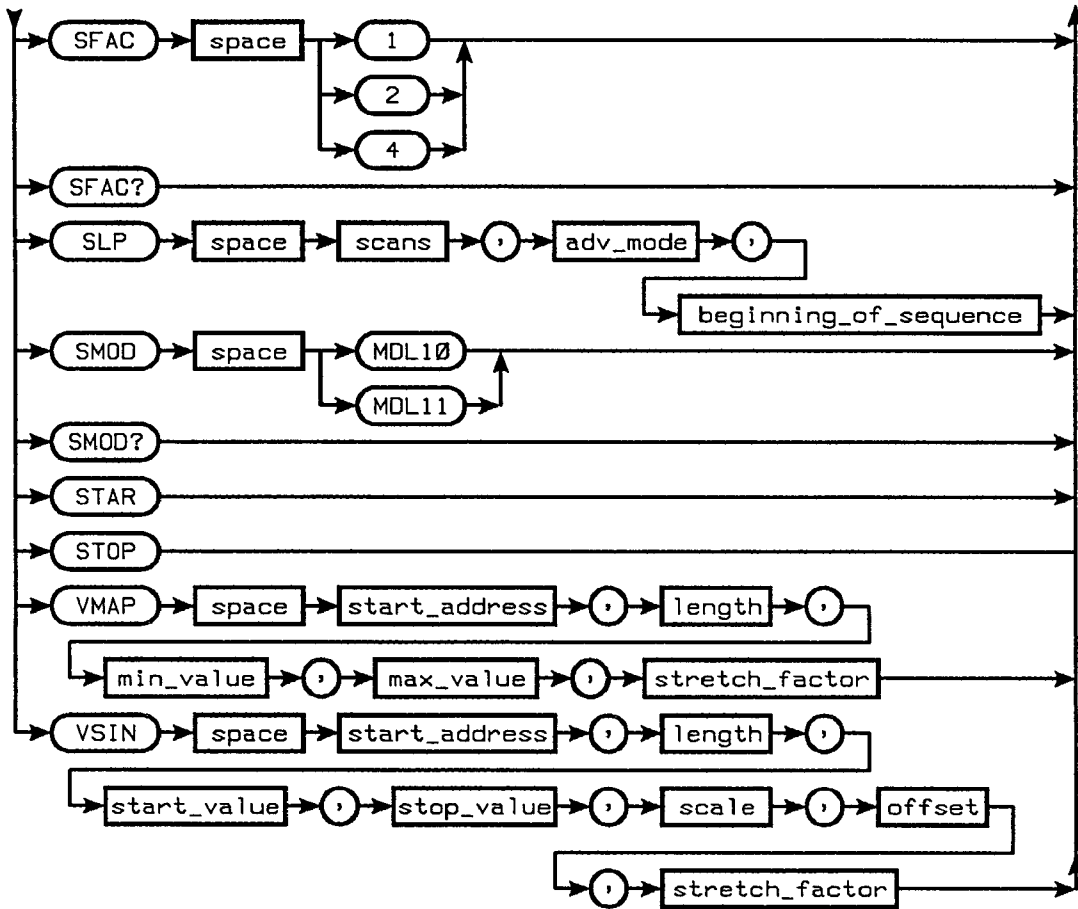 SFAC space 1
2
4
SFAC?
SLP space scans , adv_mode ,
beginning_of_sequence
SMOD space MDL10
MDL11
SMOD?
STAR
STOP
VMAP space start_address , length ,
min_value , max_value , stretch_factor
VSIN space start_address , length ,
start_value , stop_value , scale , offset
, stretch_factor